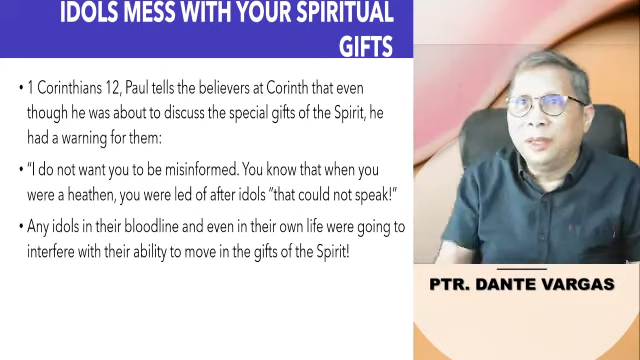 IDOLS MESS WITH YOUR SPIRITUAL
GIFTS
• 1 Corinthians 12, Paul tells the believers at Corinth that even
though he was about to discuss the special gifts of the Spirit, he
had a warning for them:
• "I do not want you to be misinformed. You know that when you
were a heathen, you were led of after idols "that could not speak!"
• Any idols in their bloodline and even in their own life were going to
interfere with their ability to move in the gifts of the Spirit!
PTR. DANTE VARGAS